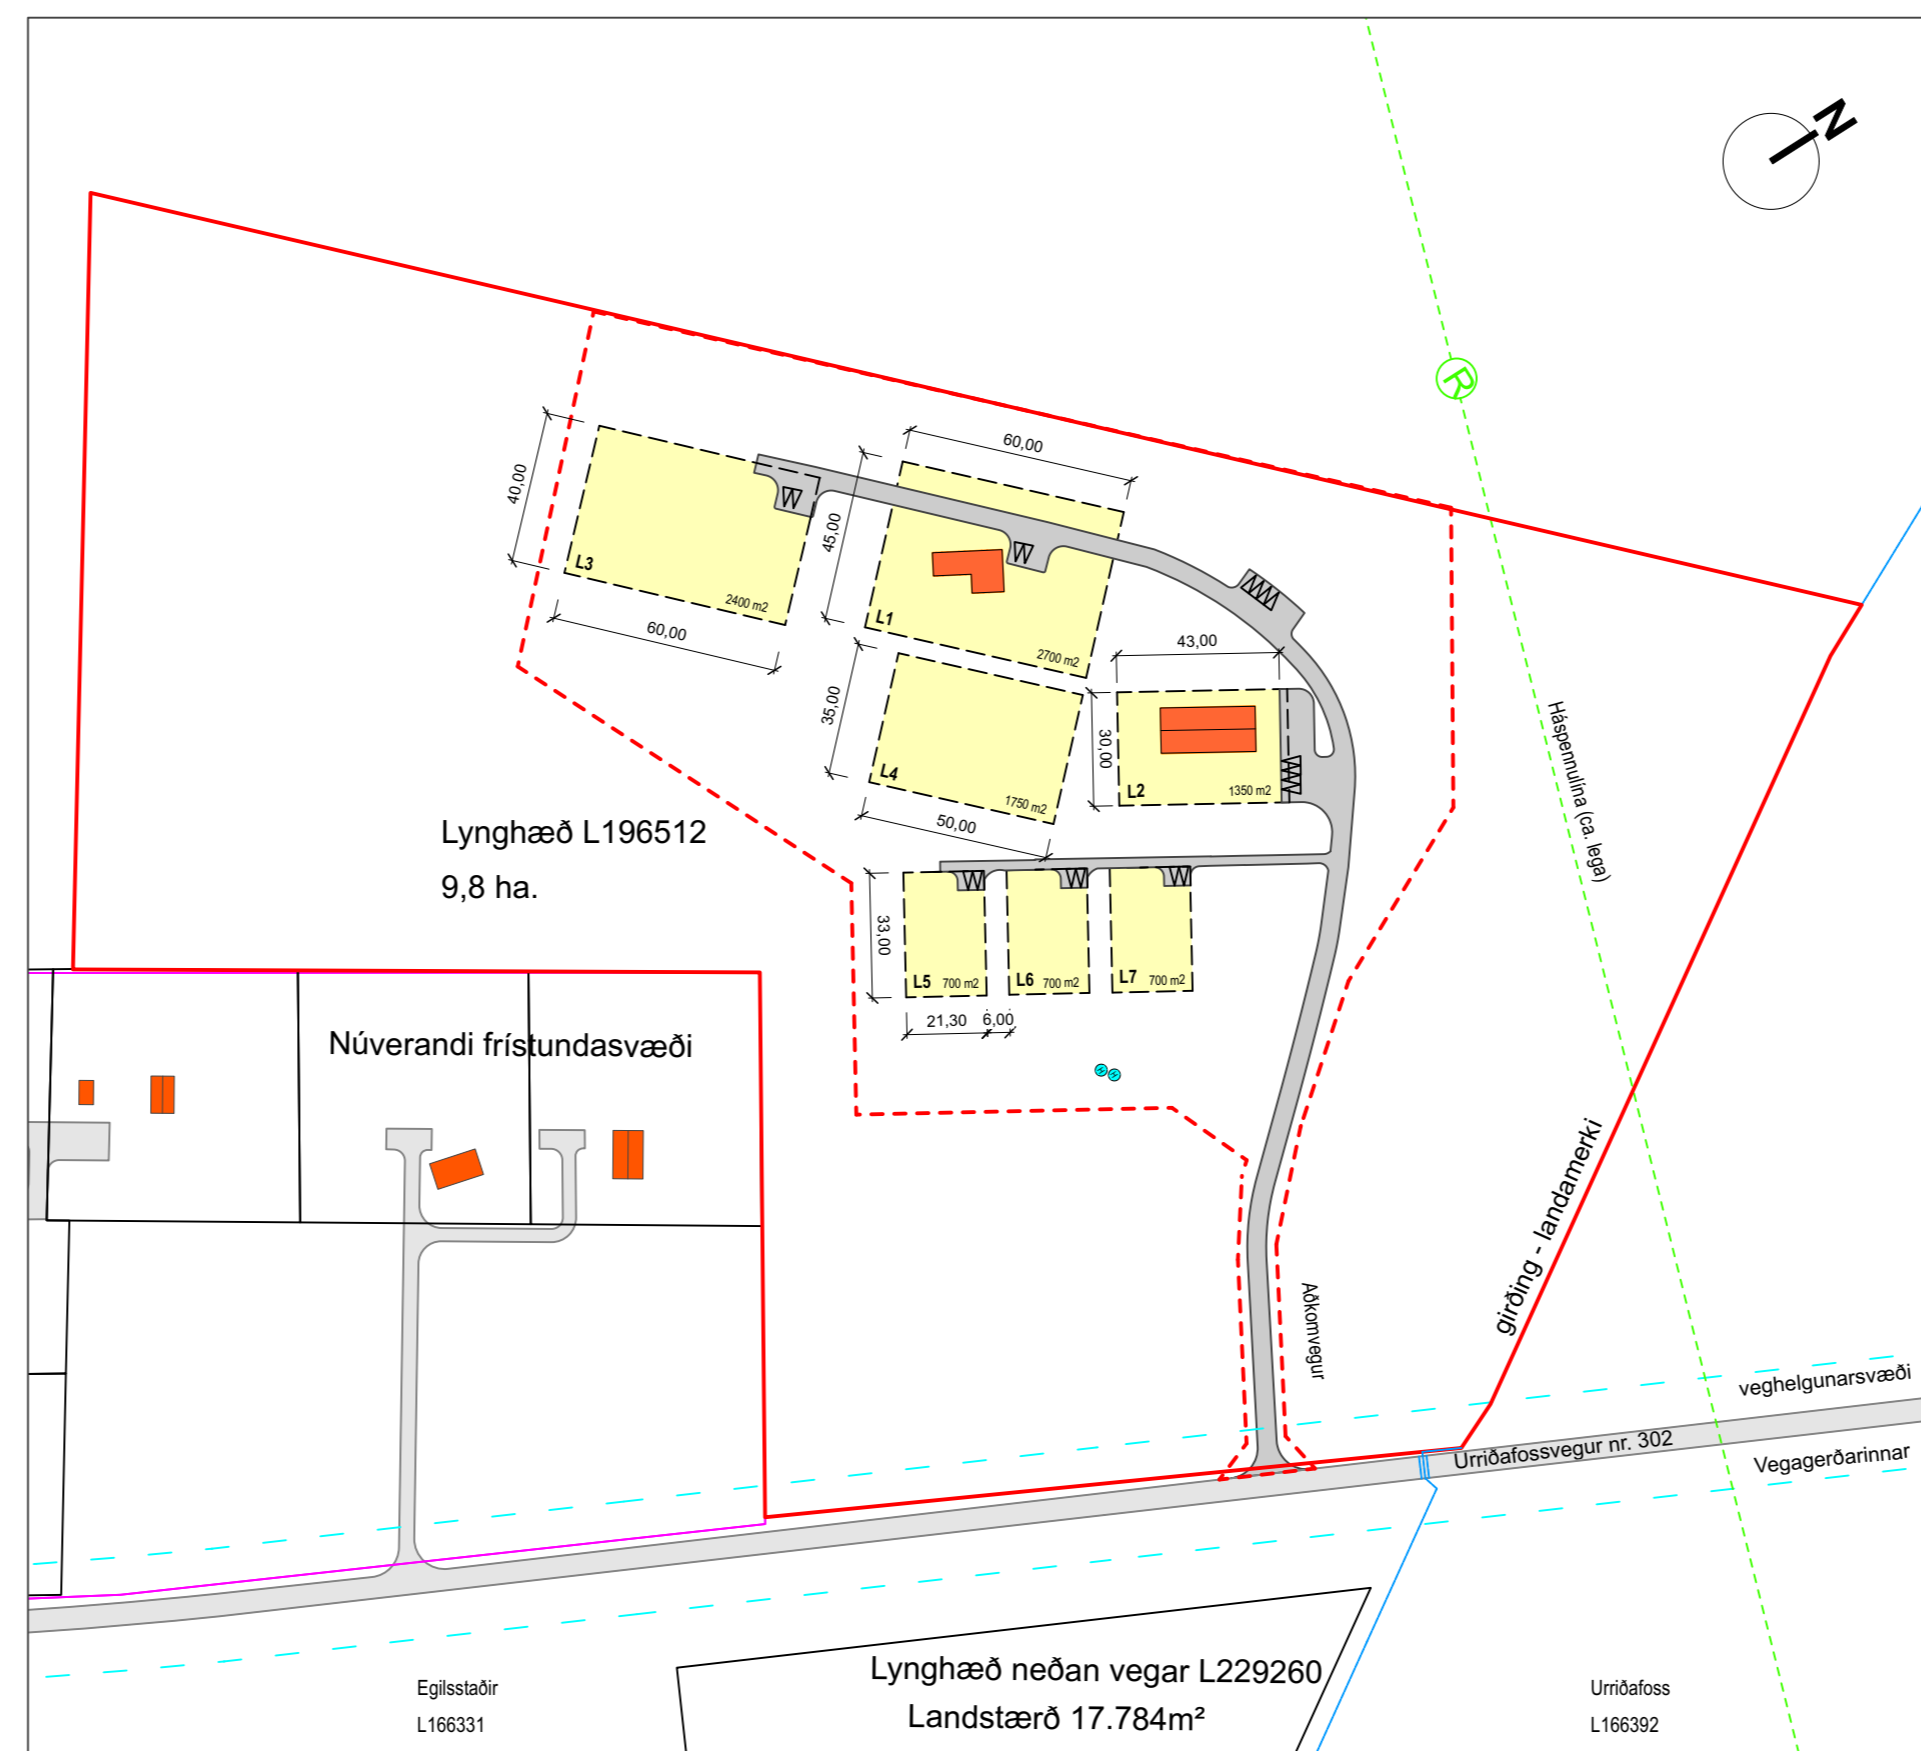 N
R
60,00
40,00
45,00
L3
2400 m2
60,00
L1
2700 m2
43,00
35,00
30,00
L4
1750 m2
L2
1350 m2
50,00
Háspennulína (ca. lega)
Lynghæð L196512
9,8 ha.
33,00
L5 700 m2
L6 700 m2
L7 700 m2
21,30
6,00
Núverandi frístundasvæði
girðing - landamerki
Aðkomvegur
veghelgunarsvæði
Urriðafossvegur nr. 302
Vegagerðarinnar
Lynghæð neðan vegar L229260
Landstærð 17.784m²
Egilsstaðir
L166331
Urriðafoss
L166392